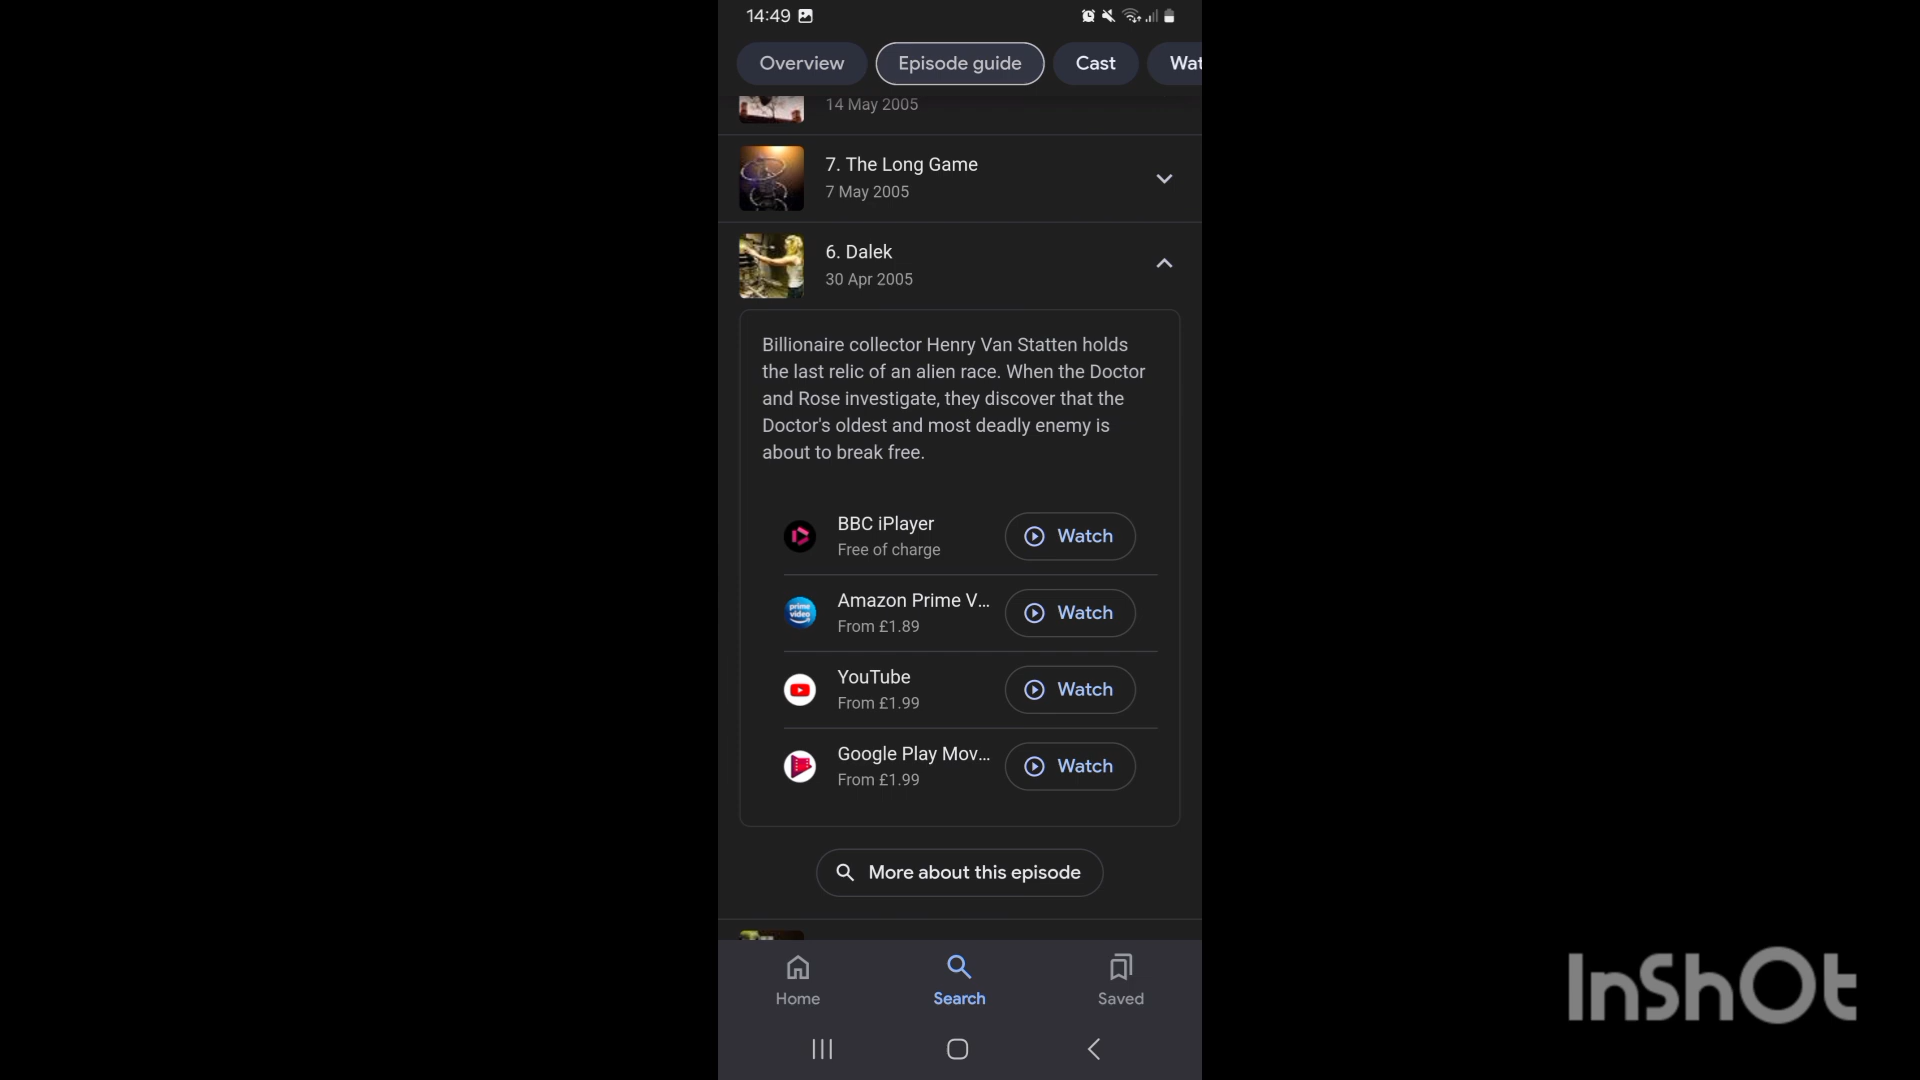 14:49
Overview
Episode guide
Cast
Wat
14 May 2005
7. The Long Game
7 May 2005
6. Dalek
30 Apr 2005
Billionaire collector Henry Van Statten holds
the last relic of an alien race. When the Doctor
and Rose investigate, they discover that the
Doctor's oldest and most deadly enemy is
about to break free.
BBC iPlayer
Free of charge
Watch
prime
video
Amazon Prime V...
From £1.89
Watch
YouTube
From £1.99
Watch
Google Play Mov...
From £1.99
Watch
More about this episode
Home
Search
Saved
InShOt